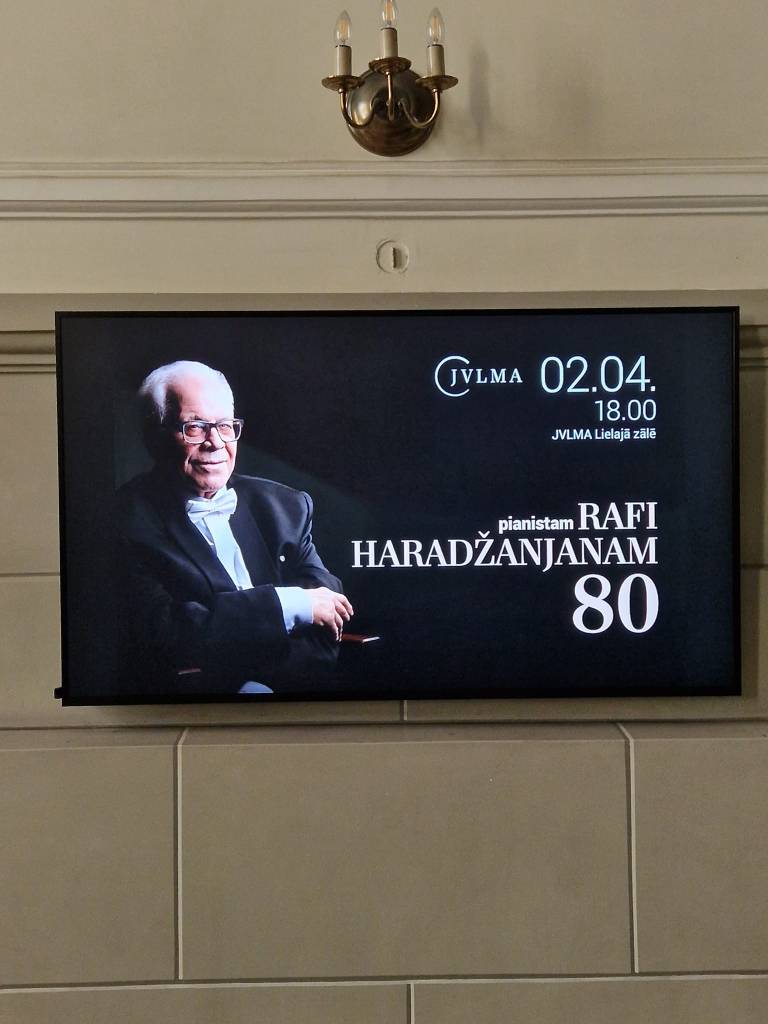 JVLMA 02.04.
18.00
JVLMA Lielajā zālē
pianistam RAFI
HARADŽANJANAM
80